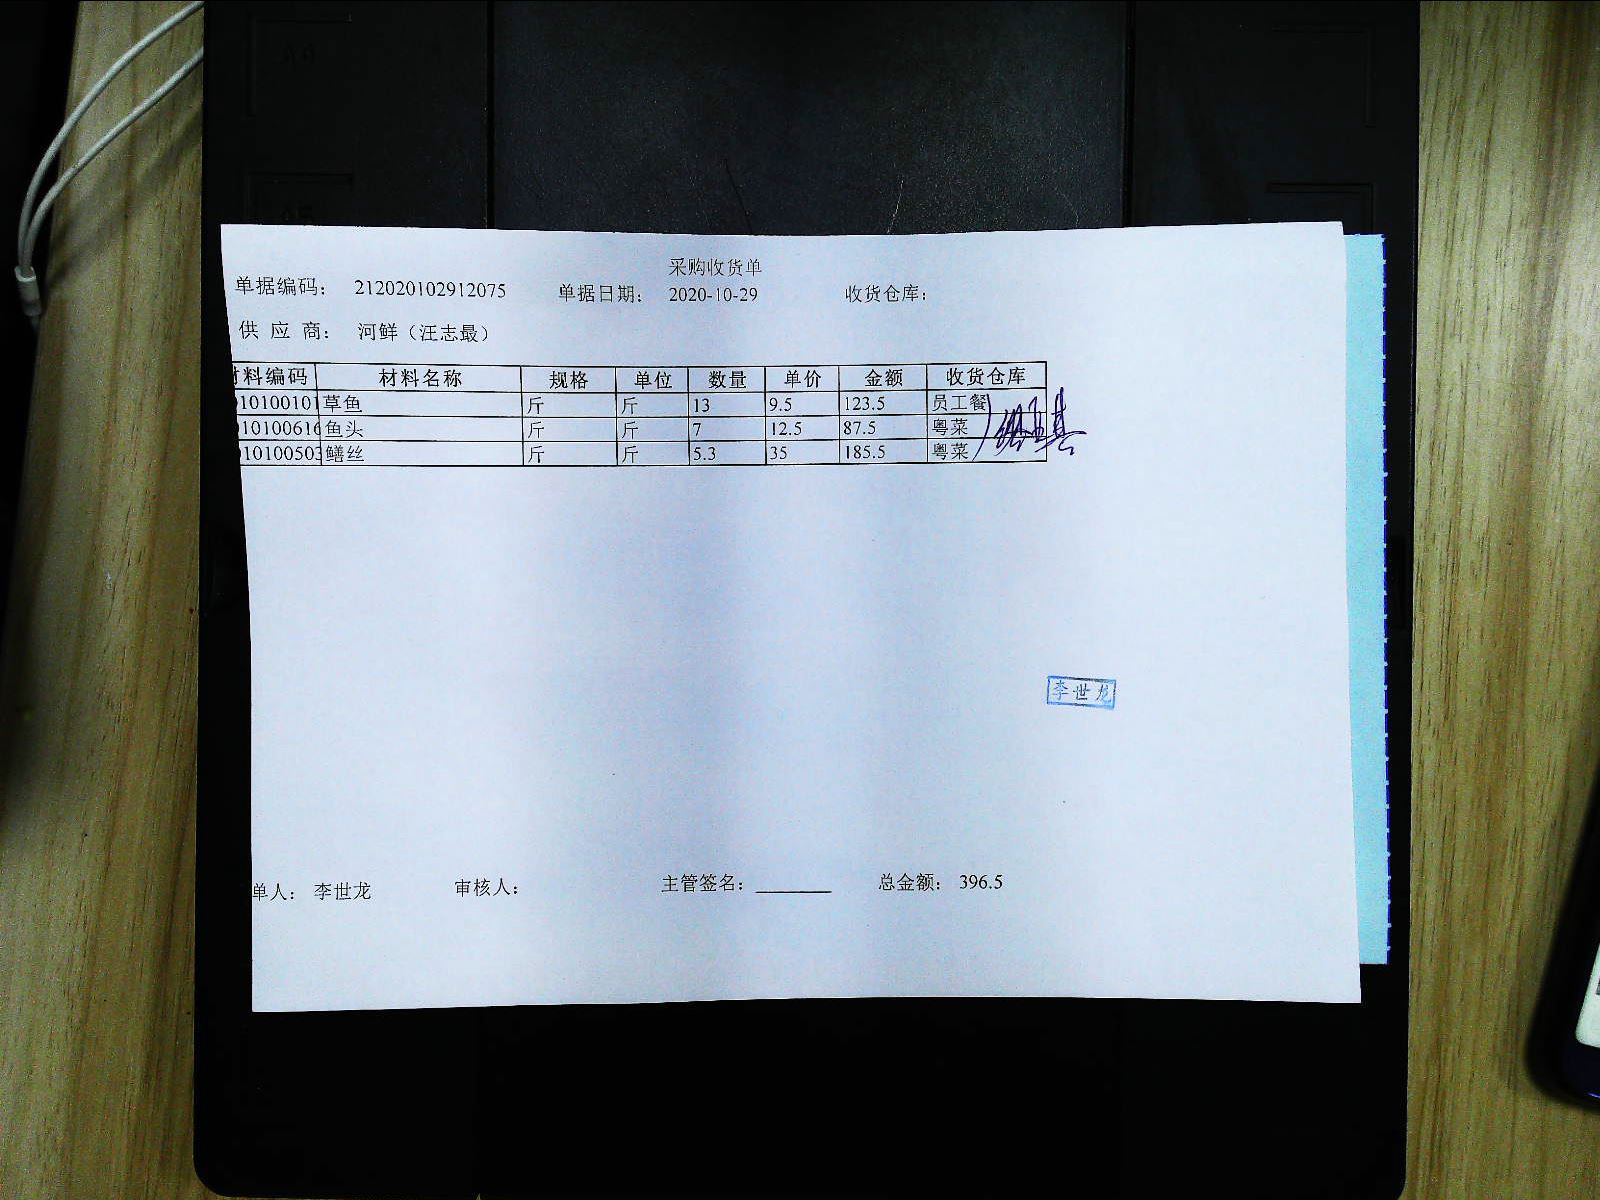 采购收货单
单据编码： 212020102912075 单据日期： 2020-10-29 收货仓库：
供 应 商： 河鲜（汪志最）
材料编码 材料名称 规格 单位 数量 单价 金额 收货仓库
10100101 草鱼 斤 斤 13 9.5 123.5 员工餐
10100616 鱼头 斤 斤 7 12.5 87.5 粤菜
10100503 鳝丝 斤 斤 5.3 35 185.5 粤菜
李世龙
单人： 李世龙 审核人： 主管签名： 总金额： 396.5